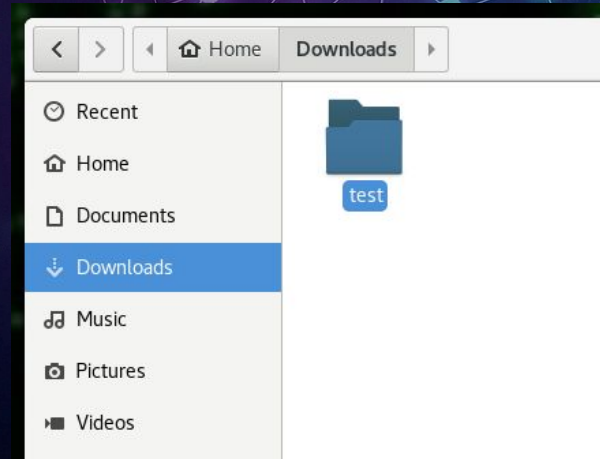 Home Downloads
Recent
Home
Documents
Downloads
Music
Pictures
Videos
test